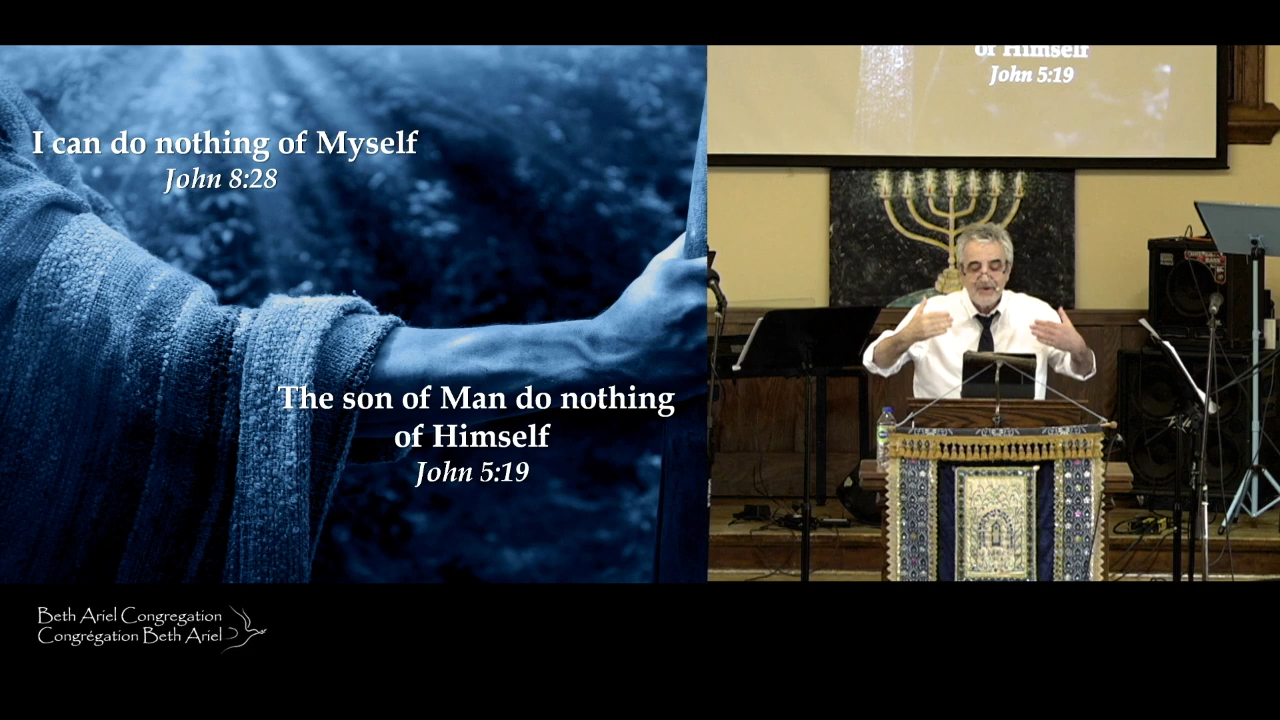 I can do nothing of Myself
John 8:28
The son of Man do nothing
of Himself
John 5:19
of Himself
John 5:19
Beth Ariel Congregation
Congrégation Beth Ariel